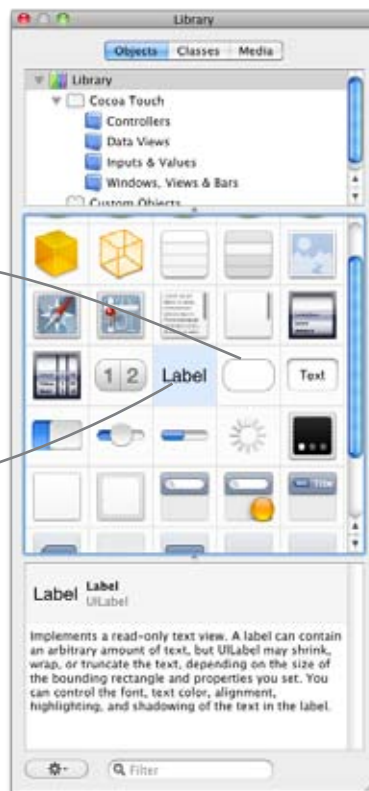 Library
Objects Classes Media
Library
Cocoa Touch
Controllers
Data Views
Inputs & Values
Windows, Views & Bars
Custom Objects
1 2 Label Text
Title
Label Label
UILabel
Implements a read-only text view. A label can contain
an arbitrary amount of text, but UILabel may shrink,
wrap, or truncate the text, depending on the size of
the bounding rectangle and properties you set. You
can control the font, text color, alignment,
highlighting, and shadowing of the text in the label.
Filter